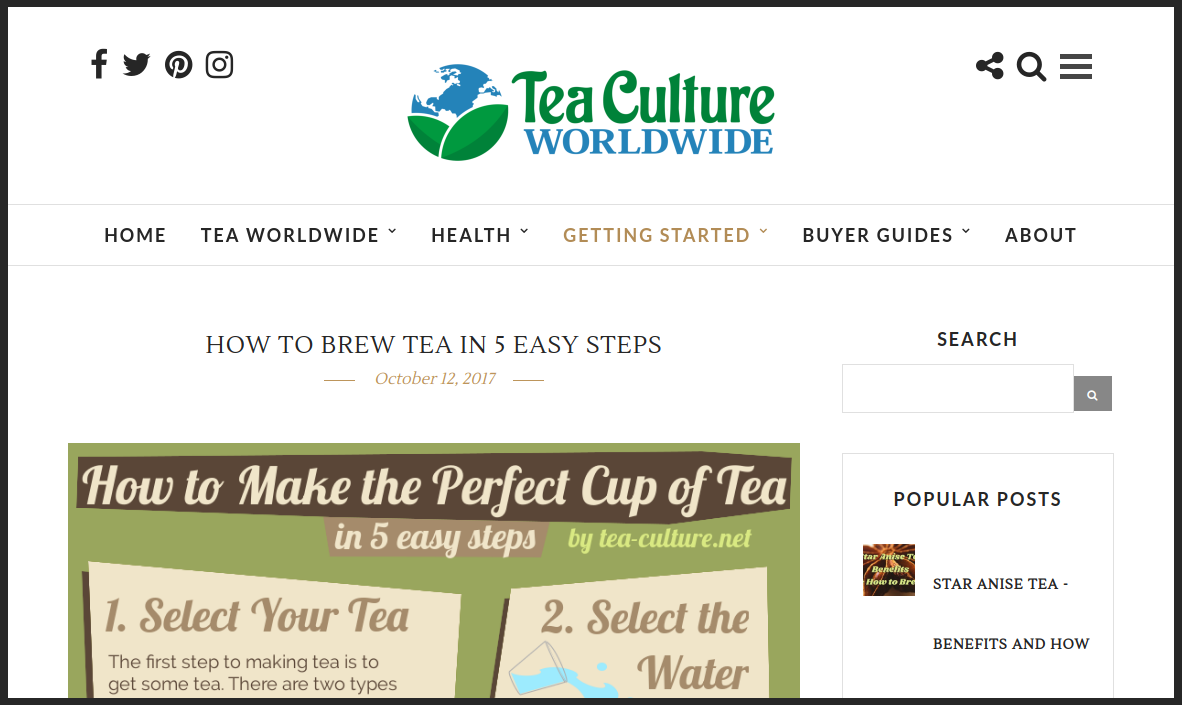 Tea Culture
WORLDWIDE
HOME TEA WORLDWIDE HEALTH GETTING STARTED BUYER GUIDES ABOUT
HOW TO BREW TEA IN 5 EASY STEPS
October 12, 2017
How to Make the Perfect Cup of Tea
in 5 easy steps by tea-culture.net
1. Select Your Tea
The first step to making tea is to
get some tea. There are two types
2. Select the
Water
SEARCH
POPULAR POSTS
Star Anise Te
Benefits
How to Bre
STAR ANISE TEA -
BENEFITS AND HOW